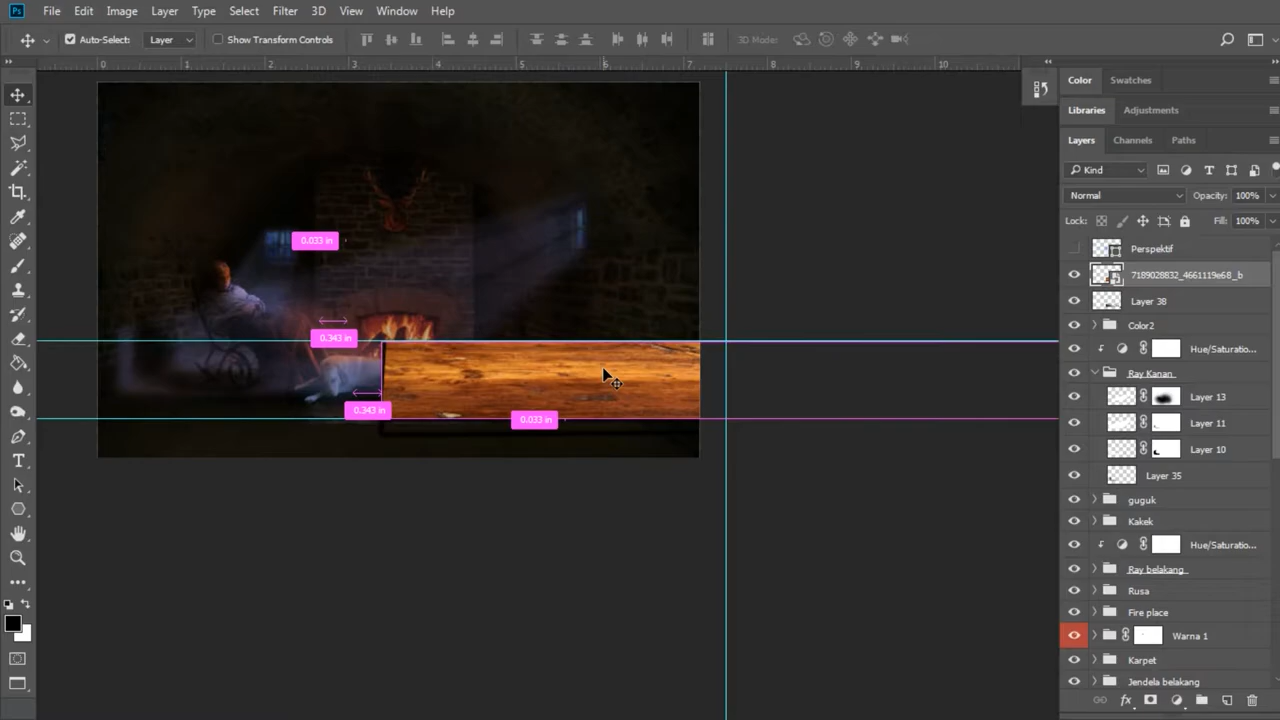 Ps File Edit Image Layer Type Select Filter 3D View Window Help
Auto-Select: Layer Show Transform Controls 3D Mode:
0 1 2 3 4 5 6 7 8 9 10
Color Swatches
Libraries Adjustments
Layers Channels Paths
Kind
Normal Opacity: 100%
Lock: Fill: 100%
Perspektif
7189028832_4661119e68_b
Layer 38
Color2
Hue/Saturatio...
Ray Kanan
Layer 13
Layer 11
Layer 10
Layer 35
guguk
Kakek
Hue/Saturatio...
Ray belakang
Rusa
Fire place
Warna 1
Karpet
Jendela belakang
fx
0.033 in
0.343 in
0.343 in
0.033 in